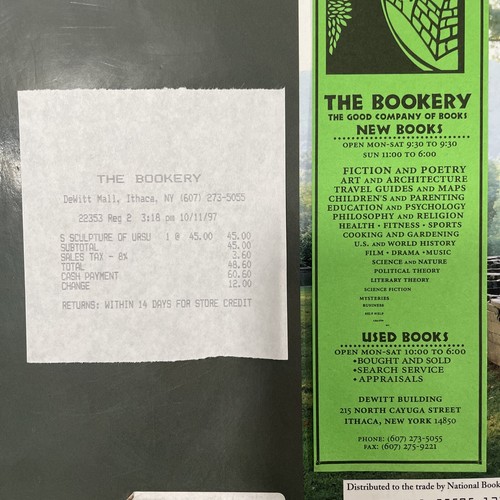 THE BOOKERY
DeWitt Mall, Ithaca, NY (607) 273-5055
22353 Reg 2 3:18 pm 10/11/97
S SCULPTURE OF URSU 1 @ 45.00 45.00
SUBTOTAL 45.00
SALES TAX - 8% 3.60
TOTAL 48.60
CASH PAYMENT 60.60
CHANGE 12.00
RETURNS: WITHIN 14 DAYS FOR STORE CREDIT
THE BOOKERY
THE GOOD COMPANY OF BOOKS
NEW BOOKS
OPEN MON-SAT 9:30 TO 9:30
SUN 11:00 TO 6:00
FICTION AND POETRY
ART AND ARCHITECTURE
TRAVEL GUIDES AND MAPS
CHILDREN'S AND PARENTING
EDUCATION AND PSYCHOLOGY
PHILOSOPHY AND RELIGION
HEALTH • FITNESS • SPORTS
COOKING AND GARDENING
U.S. AND WORLD HISTORY
FILM • DRAMA • MUSIC
SCIENCE AND NATURE
POLITICAL THEORY
LITERARY THEORY
SCIENCE FICTION
MYSTERIES
BUSINESS
SELF HELP
USED BOOKS
OPEN MON-SAT 10:00 TO 6:00
•BOUGHT AND SOLD
•SEARCH SERVICE
•APPRAISALS
DEWITT BUILDING
215 NORTH CAYUGA STREET
ITHACA, NEW YORK 14850
PHONE: (607) 273-5055
FAX: (607) 275-9221
Distributed to the trade by National Book